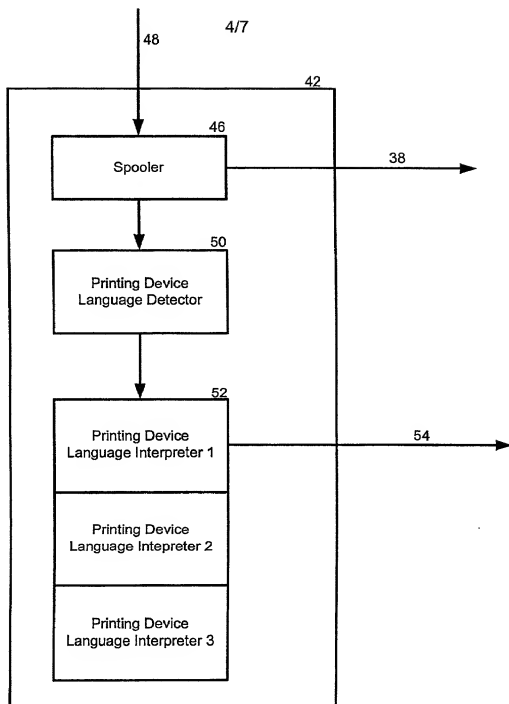 48
4/7
42
46
Spooler
38
50
Printing Device
Language Detector
52
Printing Device
Language Interpreter 1
54
Printing Device
Language Intepreter 2
Printing Device
Language Interpreter 3